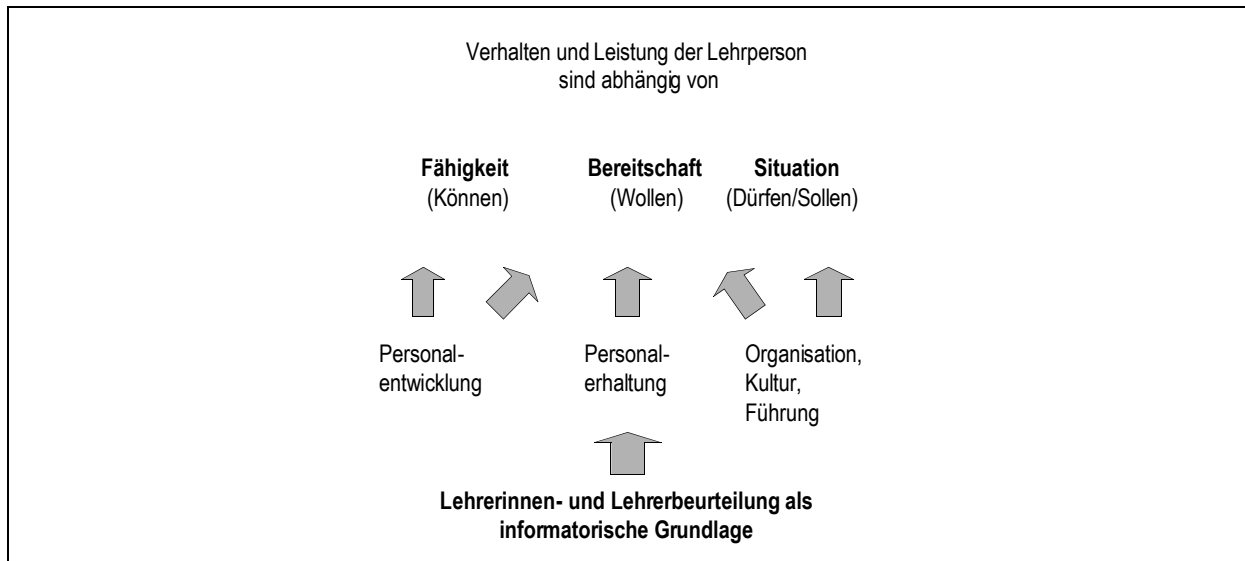 Verhalten und Leistung der Lehrperson
sind abhängig von
Fähigkeit
(Können)
Bereitschaft
(Wollen)
Situation
(Dürfen/Sollen)
Personal-
entwicklung
Personal-
erhaltung
Organisation,
Kultur,
Führung
Lehrerinnen- und Lehrerbeurteilung als
informatorische Grundlage